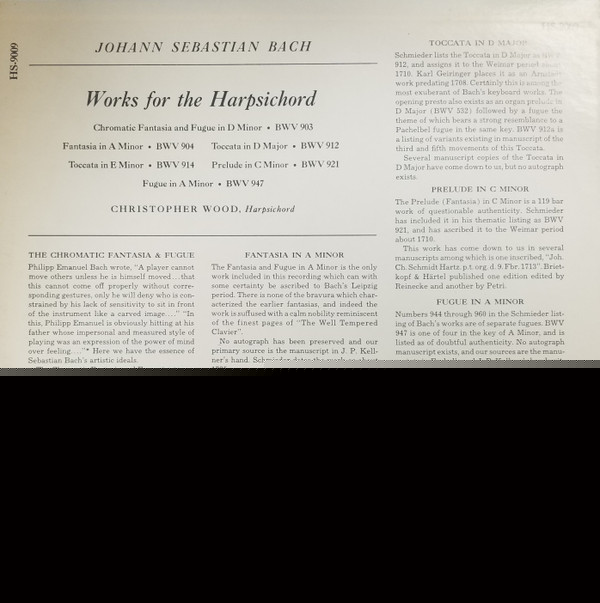 HS-9009
JOHANN SEBASTIAN BACH
Works for the Harpsichord
Chromatic Fantasia and Fugue in D Minor • BWV 903
Fantasia in A Minor • BWV 904 Toccata in D Major • BWV 912
Toccata in E Minor • BWV 914 Prelude in C Minor • BWV 921
Fugue in A Minor • BWV 947
CHRISTOPHER WOOD, Harpsichord
THE CHROMATIC FANTASIA & FUGUE
Philipp Emanuel Bach wrote, "A player cannot
move others unless he is himself moved...that
this cannot come off properly without corre-
sponding gestures, only he will deny who is con-
strained by his lack of sensitivity to sit in front
of the instrument like a carved image...." "In
this, Philipp Emanuel is obviously hitting at his
father whose impersonal and measured style of
playing was an expression of the power of mind
over feeling...."* Here we have the essence of
Sebastian Bach's artistic ideals.
FANTASIA IN A MINOR
The Fantasia and Fugue in A Minor is the only
work included in this recording which can with
some certainty be ascribed to Bach's Leipzig
period. There is none of the bravura which char-
acterized the earlier fantasias, and indeed the
work is suffused with a calm nobility reminiscent
of the finest pages of "The Well Tempered
Clavier".
No autograph has been preserved and our
primary source is the manuscript in J. P. Kell-
ner's hand. Schmieder dates the work as about
TOCCATA IN D MAJOR
Schmieder lists the Toccata in D Major as
912, and assigns it to the Weimar period
1710. Karl Geiringer places it as an
work predating 1708. Certainly this is among the
most exuberant of Bach's keyboard works. The
opening presto also exists as an organ prelude in
D Major (BWV 532) followed by a fugue the
theme of which bears a strong resemblance to a
Pachelbel fugue in the same key. BWV 912a is
a listing of variants existing in manuscript of the
third and fifth movements of this Toccata.
Several manuscript copies of the Toccata in
D Major have come down to us, but no autograph
exists.
PRELUDE IN C MINOR
The Prelude (Fantasia) in C Minor is a 119 bar
work of questionable authenticity. Schmieder
has included it in his thematic listing as BWV
921, and has ascribed it to the Weimar period
about 1710.
This work has come down to us in several
manuscripts among which is one inscribed, "Joh.
Ch. Schmidt Hartz. p.t. org. d. 9. Fbr. 1713". Briet-
kopf & Härtel published one edition edited by
Reinecke and another by Petri.
FUGUE IN A MINOR
Numbers 944 through 960 in the Schmieder list-
ing of Bach's works are of separate fugues. BWV
947 is one of four in the key of A Minor, and is
listed as of doubtful authenticity. No autograph
manuscript exists, and our sources are the manu-